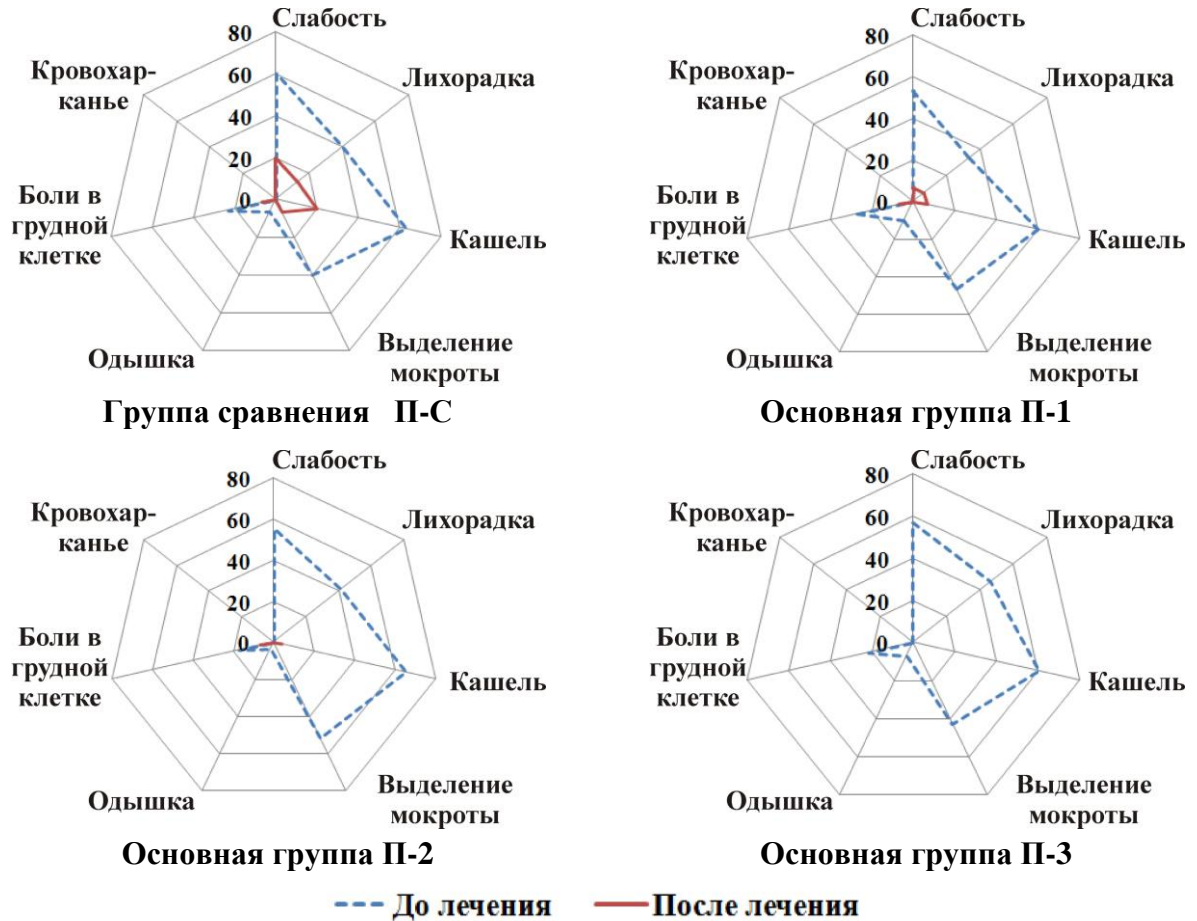 Слабость
80
60
40
20
0
Лихорадка
Кашель
Выделение
мокроты
Одышка
Боли в
грудной
клетке
Кровохар-
канье
Группа сравнения П-С
Слабость
80
60
40
20
0
Лихорадка
Кашель
Выделение
мокроты
Одышка
Боли в
грудной
клетке
Кровохар-
канье
Основная группа П-1
Слабость
80
60
40
20
0
Лихорадка
Кашель
Выделение
мокроты
Одышка
Боли в
грудной
клетке
Кровохар-
канье
Основная группа П-2
Слабость
80
60
40
20
0
Лихорадка
Кашель
Выделение
мокроты
Одышка
Боли в
грудной
клетке
Кровохар-
канье
Основная группа П-3
До лечения
После лечения